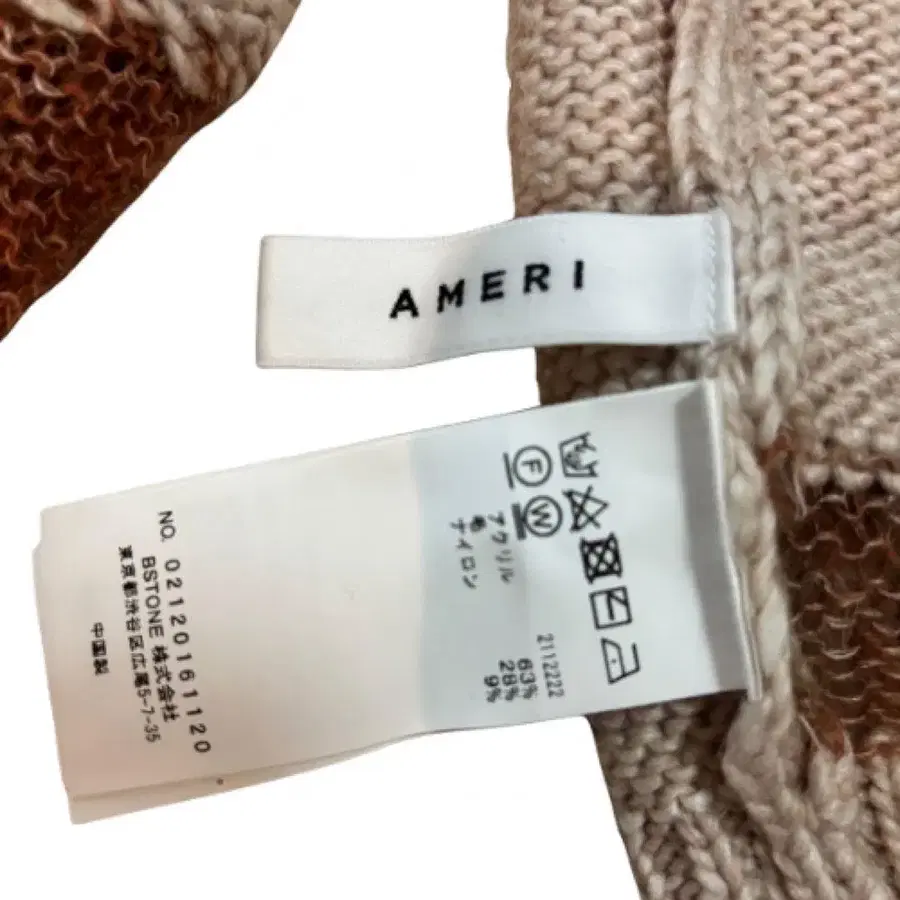 AMERI
F
W
2112222
アクリル 63%
毛 28%
ナイロン 9%
NO. 02120161120
BSTONE 株式会社
東京都渋谷区広尾5-7-35
中国製